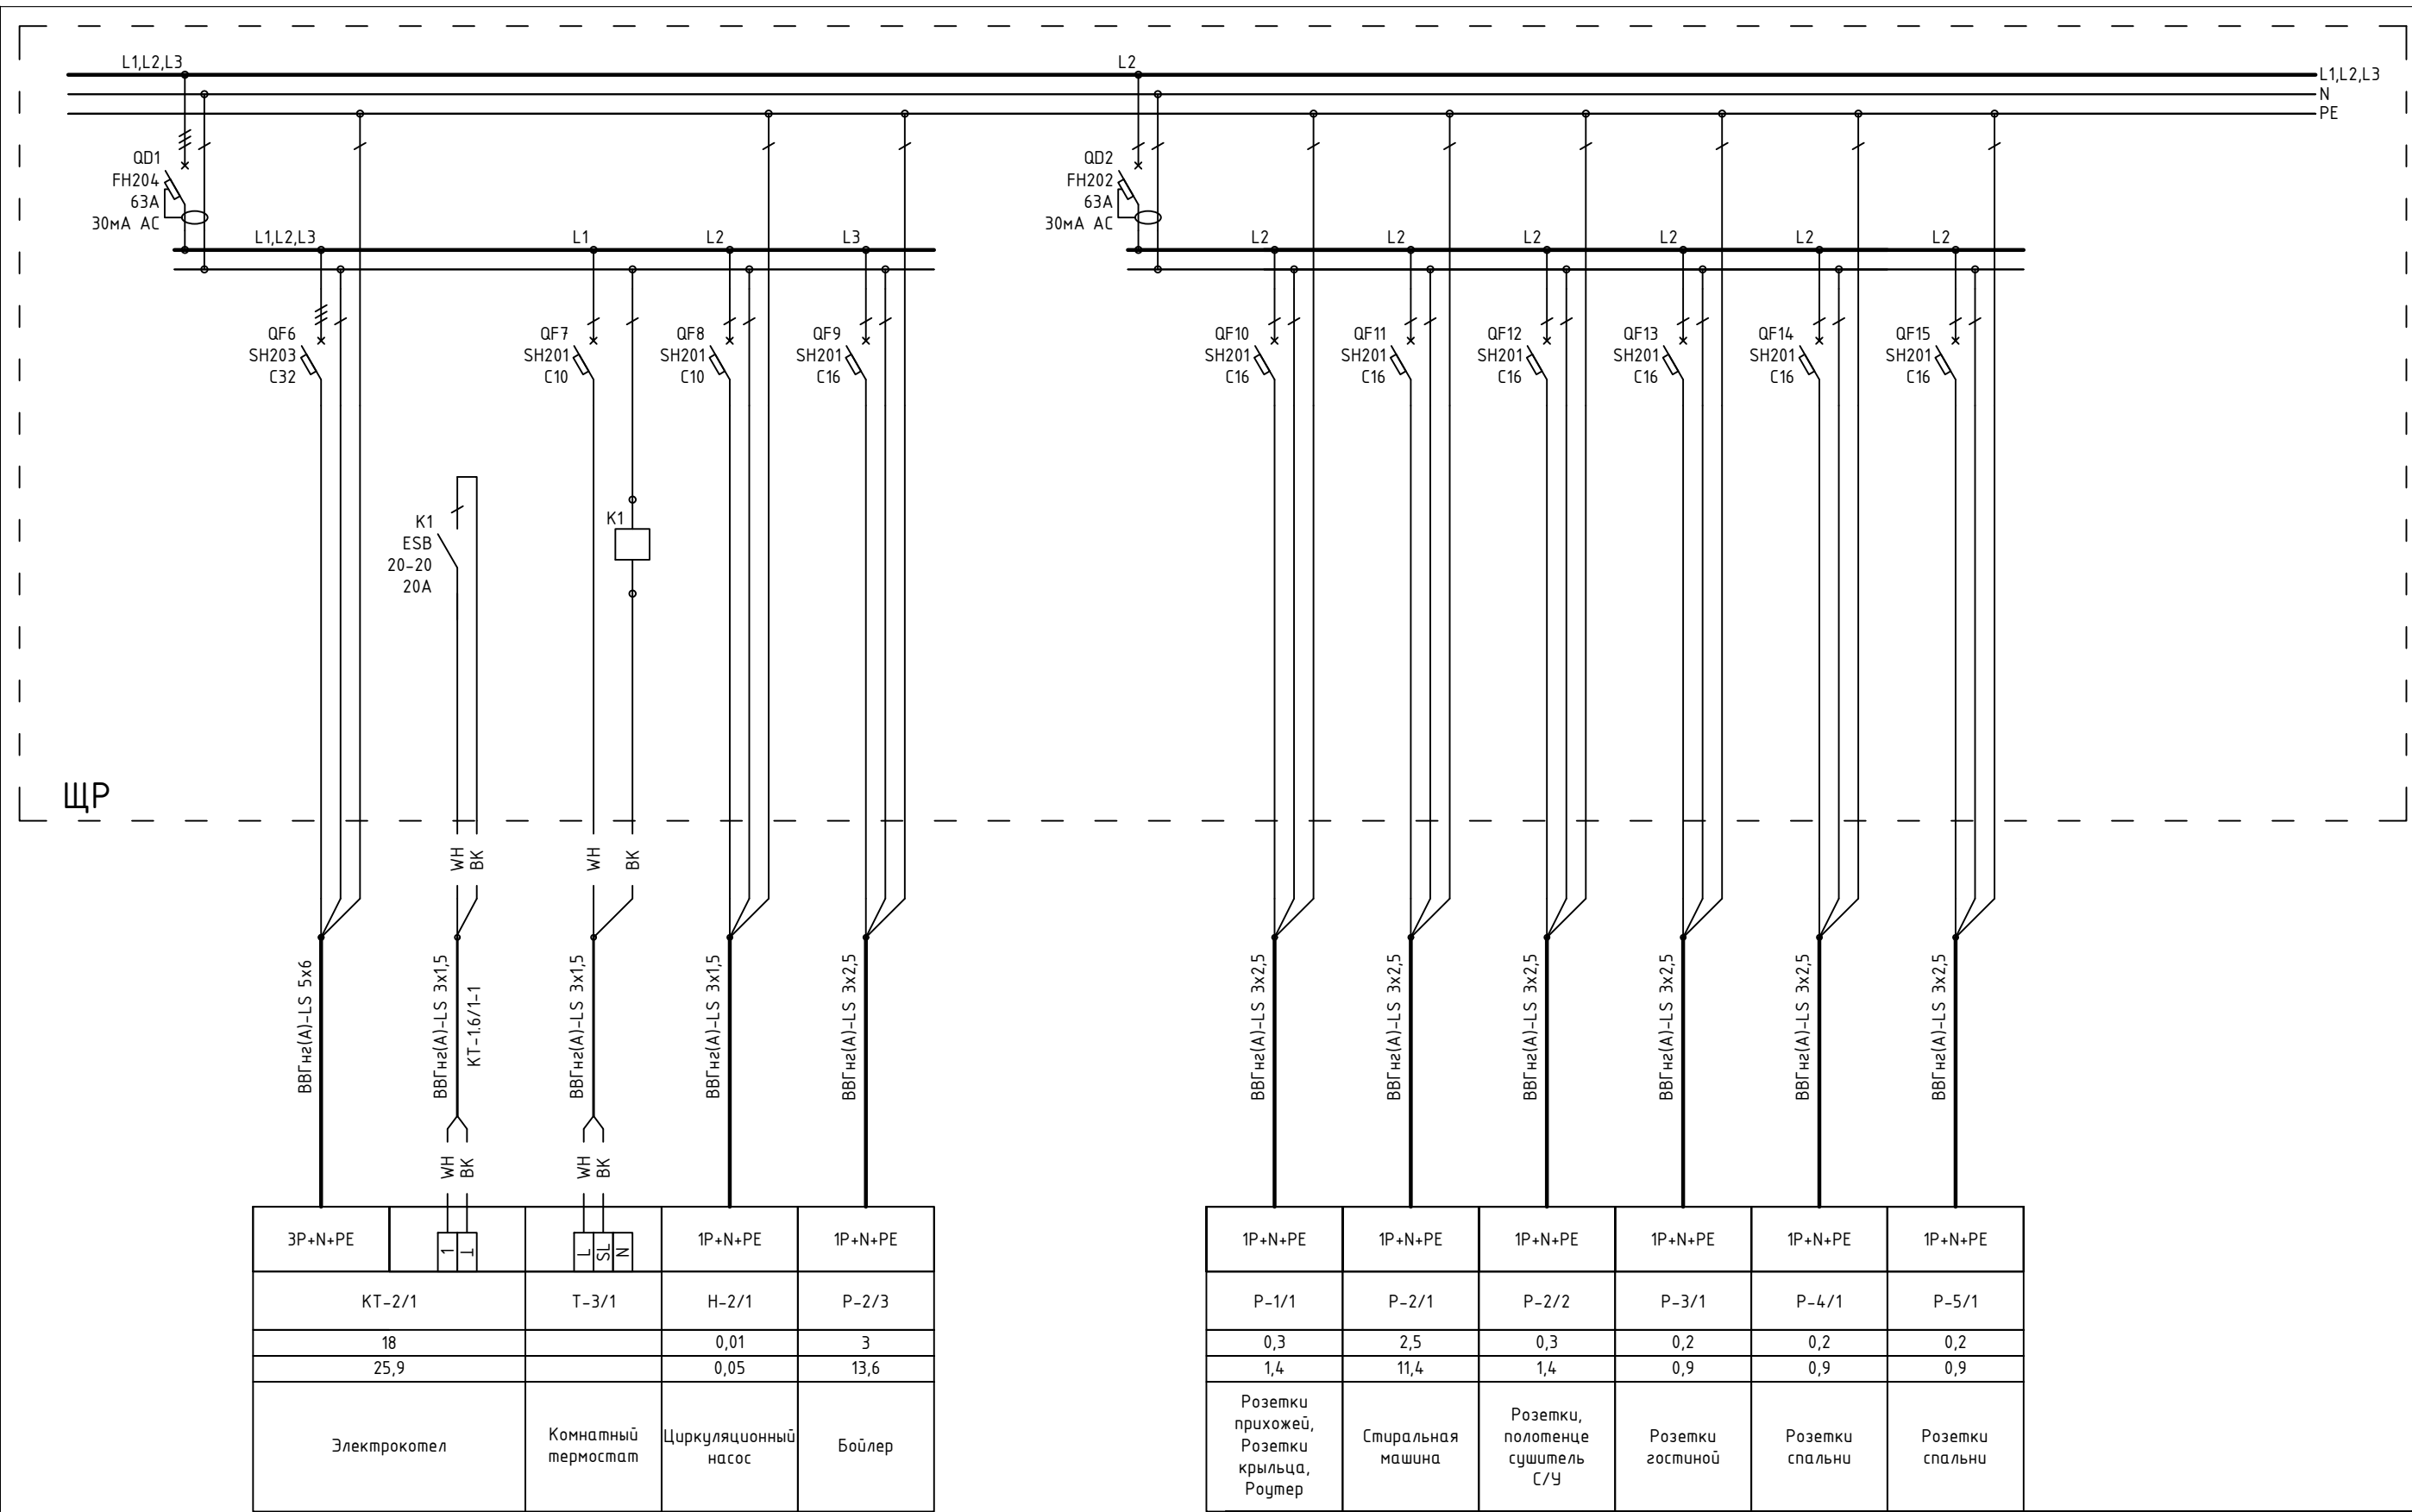 L1,L2,L3
L2
L1,L2,L3
N
PE
QD1
FH204
63А
30мА АС
QD2
FH202
63А
30мА АС
L1,L2,L3
L1
L2
L3
L2
L2
L2
L2
L2
L2
QF6
SH203
C32
QF7
SH201
C10
QF8
SH201
C10
QF9
SH201
C16
QF10
SH201
C16
QF11
SH201
C16
QF12
SH201
C16
QF13
SH201
C16
QF14
SH201
C16
QF15
SH201
C16
K1
ESB
20-20
20А
K1
ЩР
WH
BK
WH
BK
ВВГнг(А)-LS 5х6
ВВГнг(А)-LS 3х1,5
КТ-1.6/1-1
ВВГнг(А)-LS 3х1,5
ВВГнг(А)-LS 3х1,5
ВВГнг(А)-LS 3х2,5
ВВГнг(А)-LS 3х2,5
ВВГнг(А)-LS 3х2,5
ВВГнг(А)-LS 3х2,5
ВВГнг(А)-LS 3х2,5
ВВГнг(А)-LS 3х2,5
ВВГнг(А)-LS 3х2,5
WH
BK
WH
BK
3P+N+PE
1
⊥
L
SL
N
1P+N+PE
1P+N+PE
1P+N+PE
1P+N+PE
1P+N+PE
1P+N+PE
1P+N+PE
1P+N+PE
КТ-2/1
Т-3/1
Н-2/1
Р-2/3
Р-1/1
Р-2/1
Р-2/2
Р-3/1
Р-4/1
Р-5/1
18
0,01
3
0,3
2,5
0,3
0,2
0,2
0,2
25,9
0,05
13,6
1,4
11,4
1,4
0,9
0,9
0,9
Электрокотел
Комнатный
термостат
Циркуляционный
насос
Бойлер
Розетки
прихожей,
Розетки
крыльца,
Роутер
Стиральная
машина
Розетки,
полотенце
сушитель
С/У
Розетки
гостиной
Розетки
спальни
Розетки
спальни